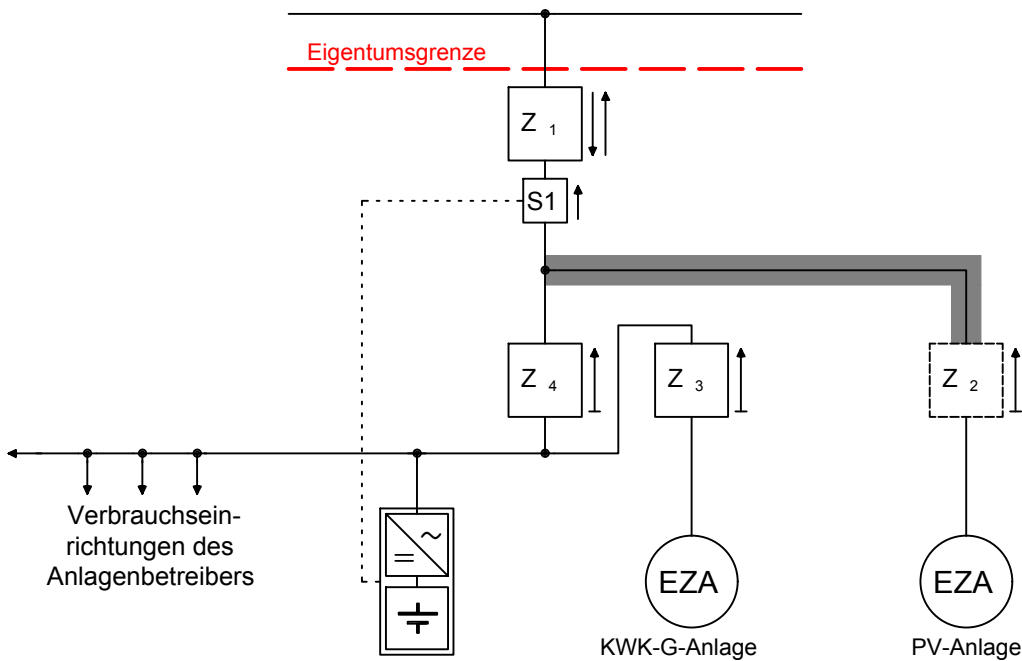 Eigentumsgrenze
Z 1
S1
Z 4
Z 3
Z 2
Verbrauchsein-
richtungen des
Anlagenbetreibers
EZA
EZA
KWK-G-Anlage
PV-Anlage